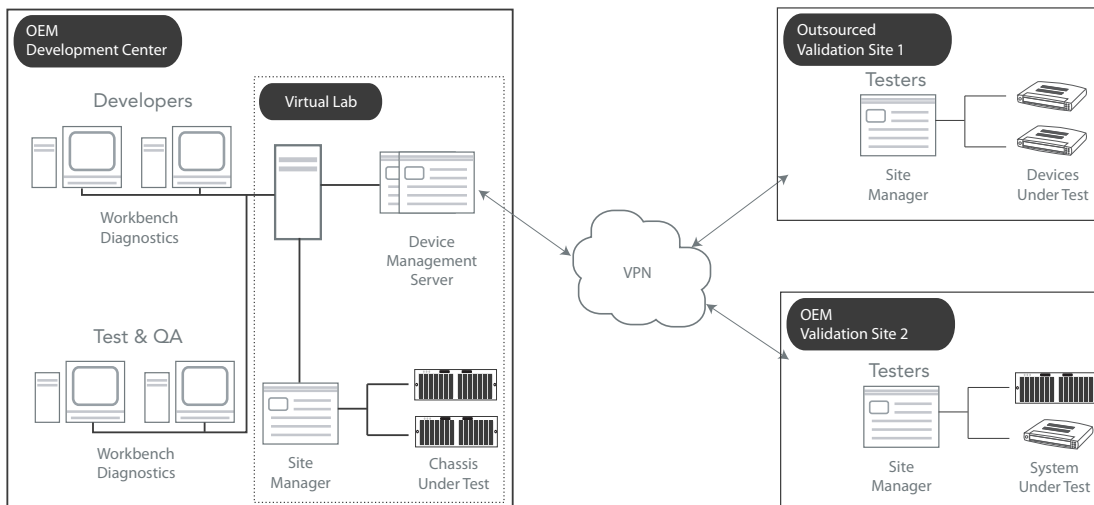 OEM
Development Center
Developers
Workbench
Diagnostics
Test & QA
Workbench
Diagnostics
Virtual Lab
Device
Management
Server
Site
Manager
Chassis
Under Test
VPN
Outsourced
Validation Site 1
Testers
Site
Manager
Devices
Under Test
OEM
Validation Site 2
Testers
Site
Manager
System
Under Test